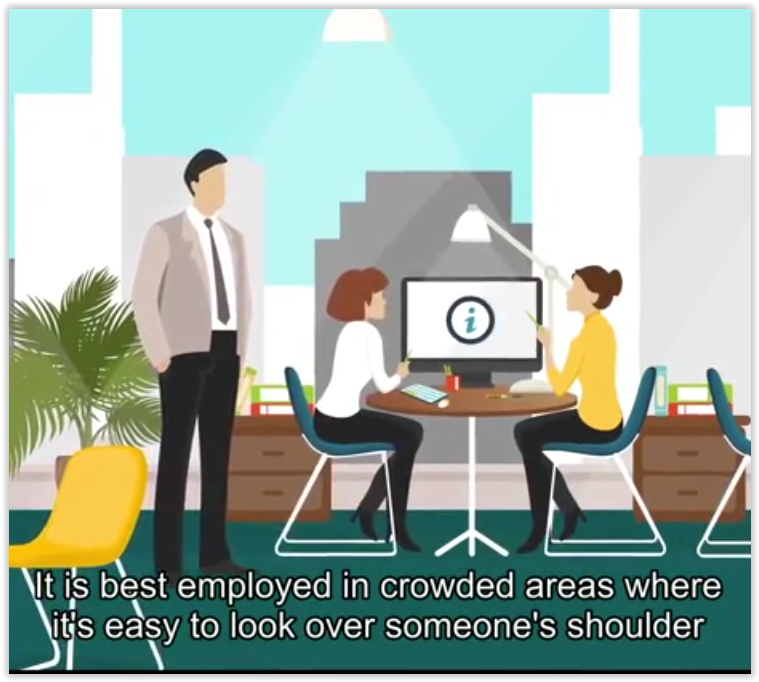 i
It is best employed in crowded areas where
it's easy to look over someone's shoulder